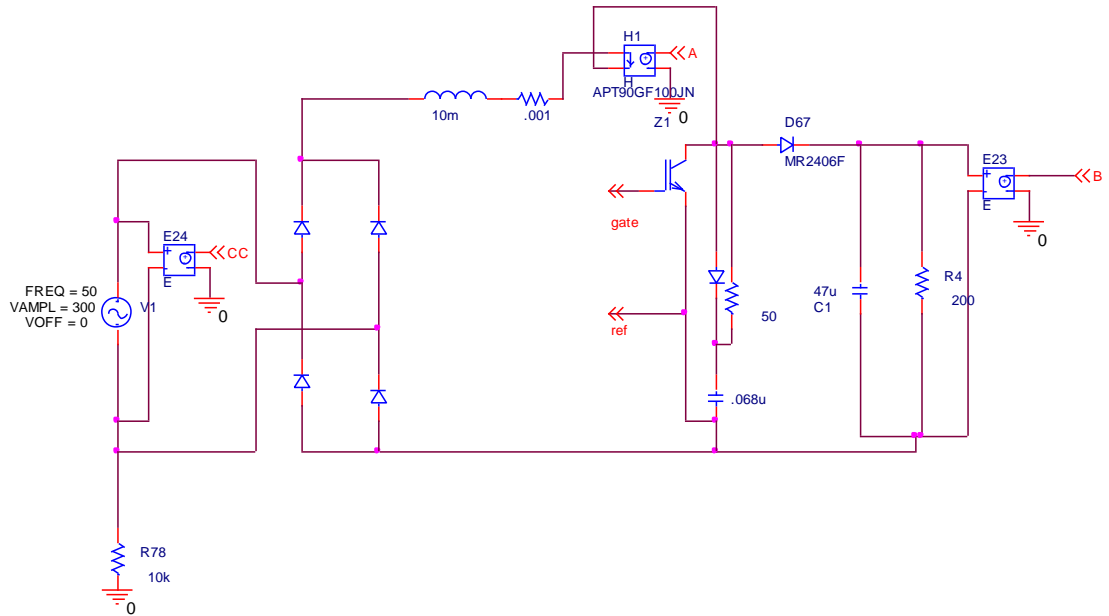 H1
A
H
APT90GF100JN
0
Z1
10m
.001
D67
MR2406F
E23
B
E
0
gate
E24
CC
E
0
FREQ = 50
VAMPL = 300
VOFF = 0
V1
47u
C1
R4
200
50
ref
.068u
R78
10k
0